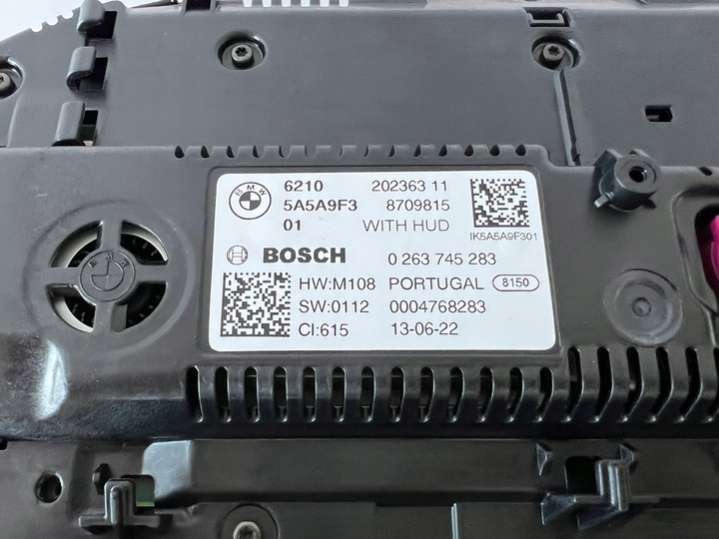 BMW 6210 202363 11
5A5A9F3 8709815
01 WITH HUD
IK5A5A9F301
BOSCH 0 263 745 283
HW:M108 PORTUGAL 8150
SW:0112 0004768283
CI:615 13-06-22